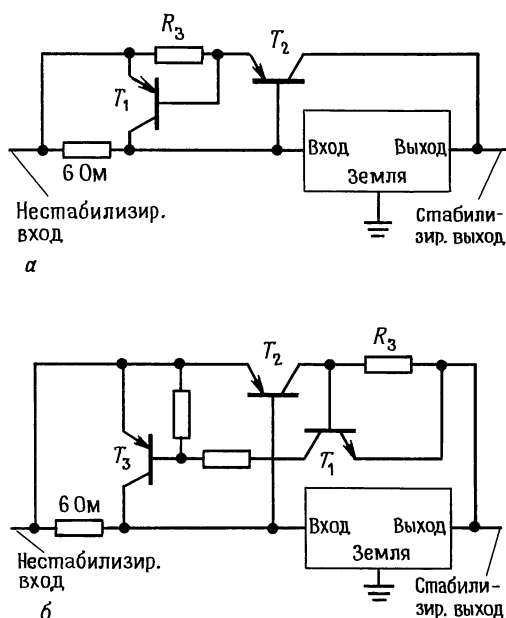 R3
T2
T1
6 Ом
Вход
Выход
Земля
Нестабилизир.
вход
Стабили-
зир. выход
а
T2
R3
T3
T1
6 Ом
Вход
Выход
Земля
Нестабилизир.
вход
Стабили-
зир. выход
б